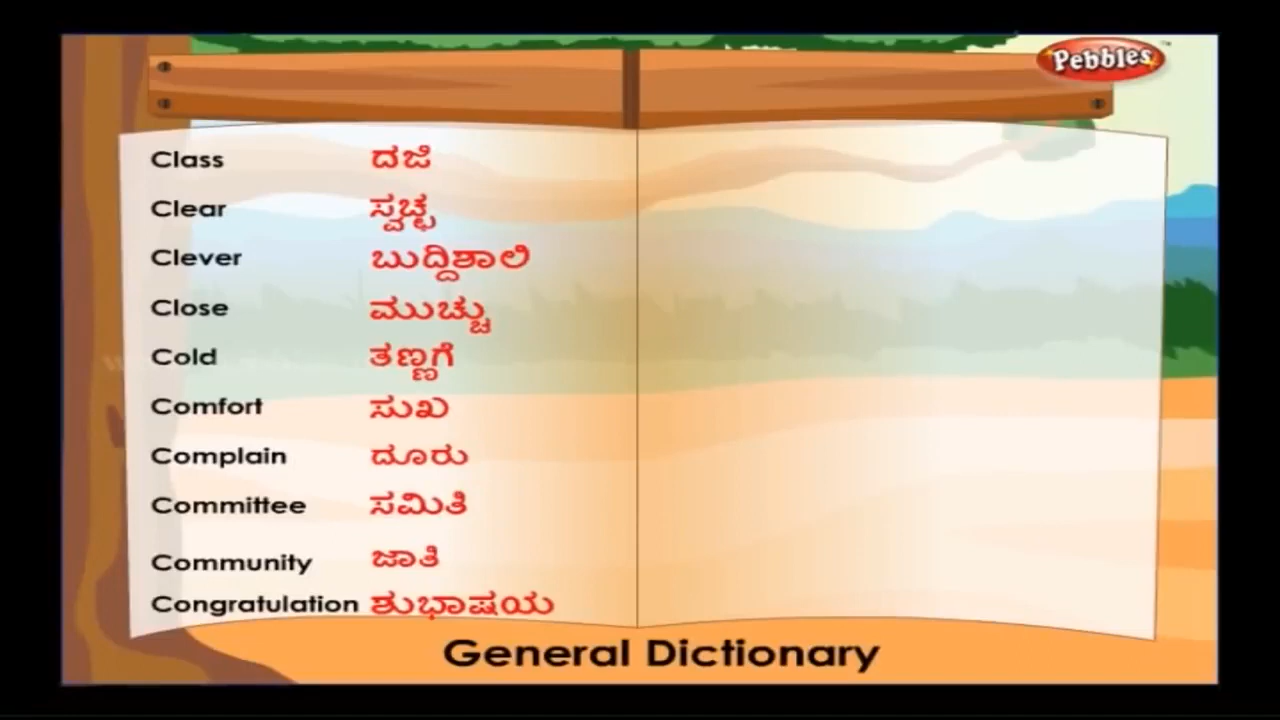 Pebbles
Class ದಜಿ
Clear ಸ್ವಚ್ಛ
Clever ಬುದ್ದಿಶಾಲಿ
Close ಮುಚ್ಚು
Cold ತಣ್ಣಗೆ
Comfort ಸುಖ
Complain ದೂರು
Committee ಸಮಿತಿ
Community ಜಾತಿ
Congratulation ಶುಭಾಷಯ
General Dictionary